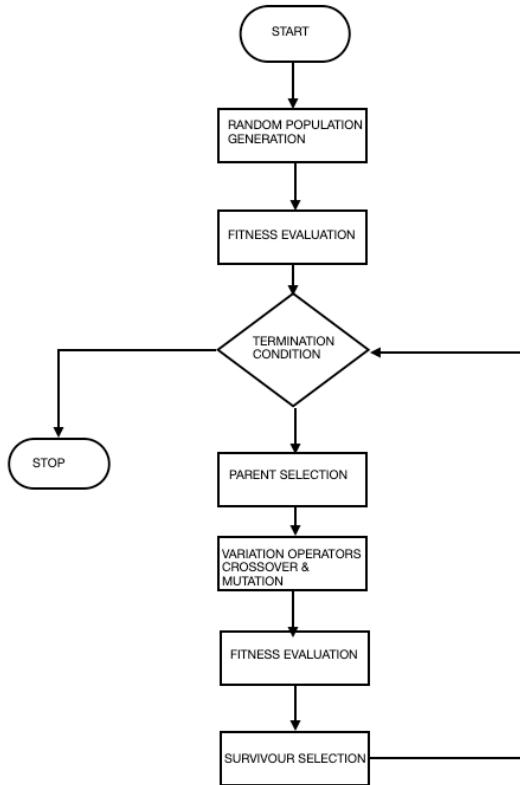 START
RANDOM POPULATION
GENERATION
FITNESS EVALUATION
TERMINATION
CONDITION
STOP
PARENT SELECTION
VARIATION OPERATORS
CROSSOVER &
MUTATION
FITNESS EVALUATION
SURVIVOUR SELECTION